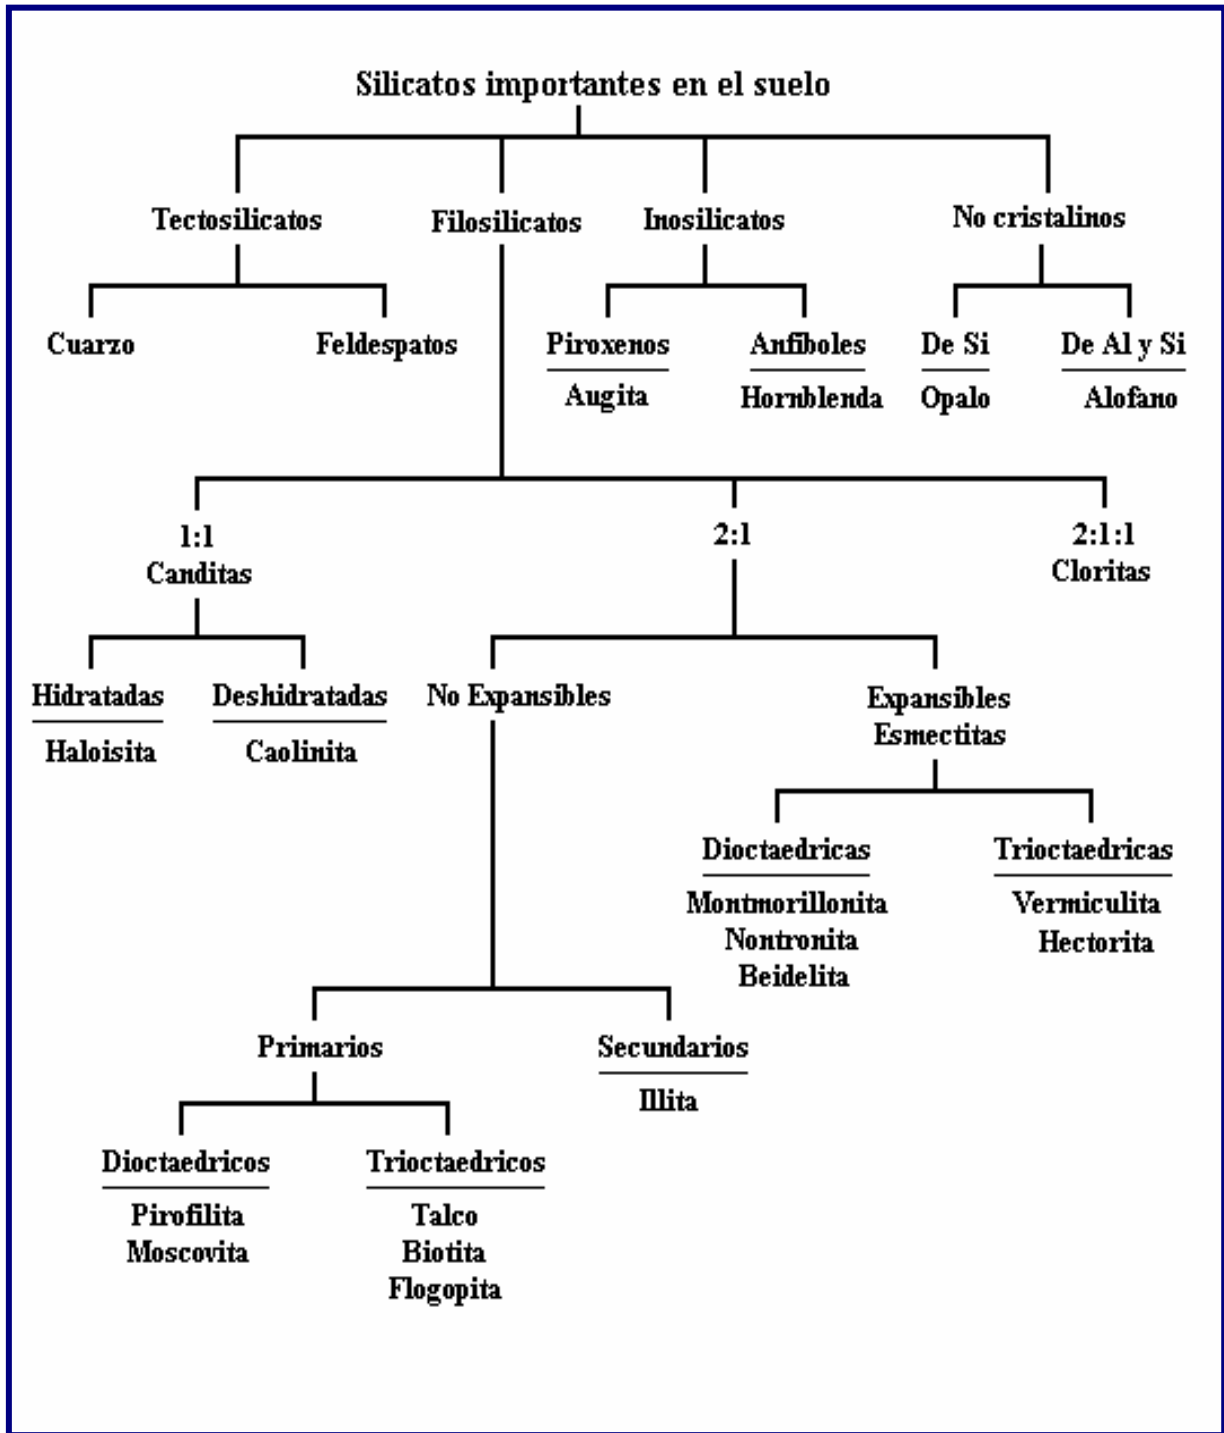 Silicatos importantes en el suelo
Tectosilicatos
Filosilicatos
Inosilicatos
No cristalinos
Cuarzo
Feldespatos
Piroxenos
Augita
Anfiboles
Hornblenda
De Si
Opalo
De Al y Si
Alofano
1:1
Canditas
2:1
2:1:1
Cloritas
Hidratadas
Haloisita
Deshidratadas
Caolinita
No Expansibles
Expansibles
Esmectitas
Dioctaedricas
Montmorillonita
Nontronita
Beidelita
Trioctaedricas
Vermiculita
Hectorita
Primarios
Secundarios
Illita
Dioctaedricos
Pirofilita
Moscovita
Trioctaedricos
Talco
Biotita
Flogopita